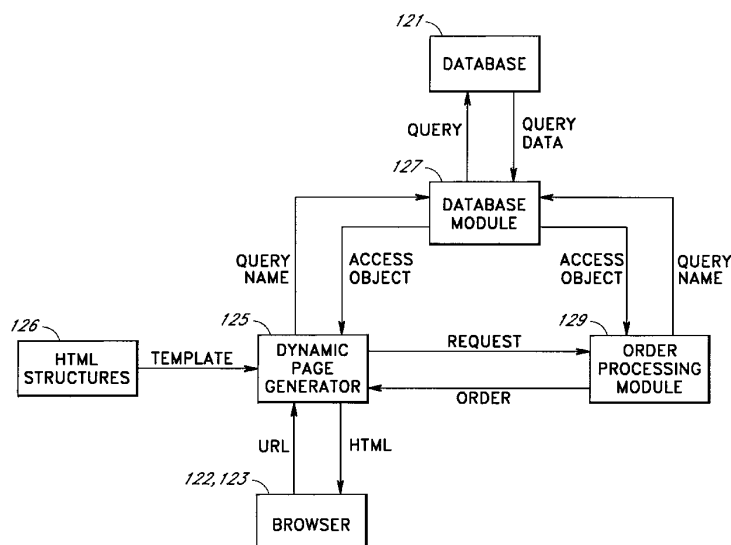 121
DATABASE
QUERY
QUERY
DATA
127
DATABASE
MODULE
QUERY
NAME
ACCESS
OBJECT
ACCESS
OBJECT
QUERY
NAME
126
HTML
STRUCTURES
TEMPLATE
125
DYNAMIC
PAGE
GENERATOR
REQUEST
ORDER
129
ORDER
PROCESSING
MODULE
URL
HTML
122,123
BROWSER